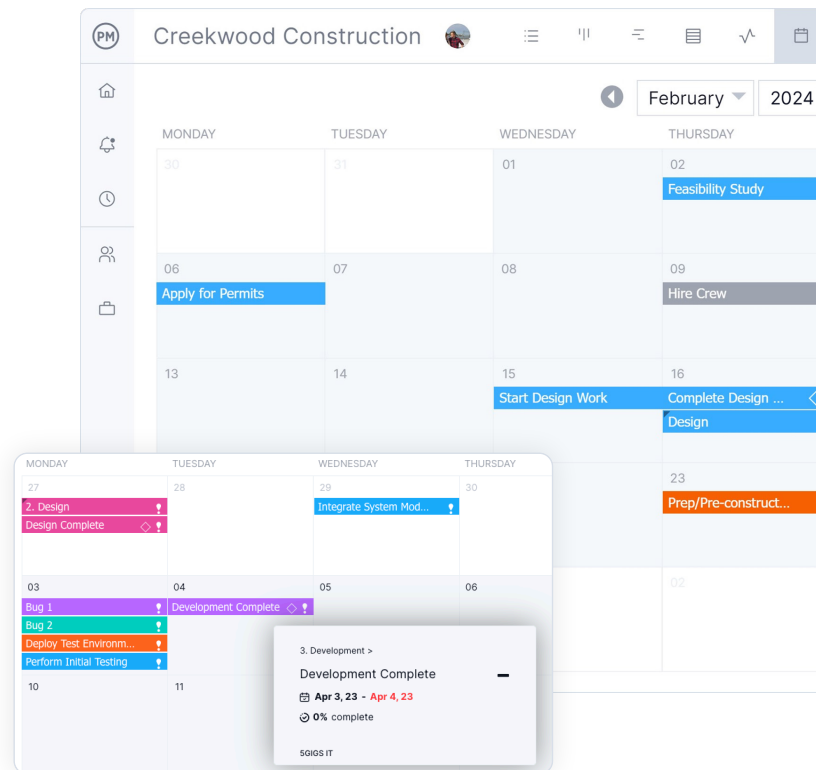 PM Creekwood Construction
February 2024
MONDAY TUESDAY WEDNESDAY THURSDAY
30 31 01 02
Feasibility Study
06 07 08 09
Apply for Permits Hire Crew
13 14 15 16
Start Design Work Complete Design ...
Design
23
Prep/Pre-construct...
02
MONDAY TUESDAY WEDNESDAY THURSDAY
27 28 29 30
2. Design Integrate System Mod...
Design Complete
03 04 05 06
Bug 1 Development Complete
Bug 2
Deploy Test Environm...
Perform Initial Testing
10 11
3. Development >
Development Complete
Apr 3, 23 - Apr 4, 23
0% complete
5GIGS IT